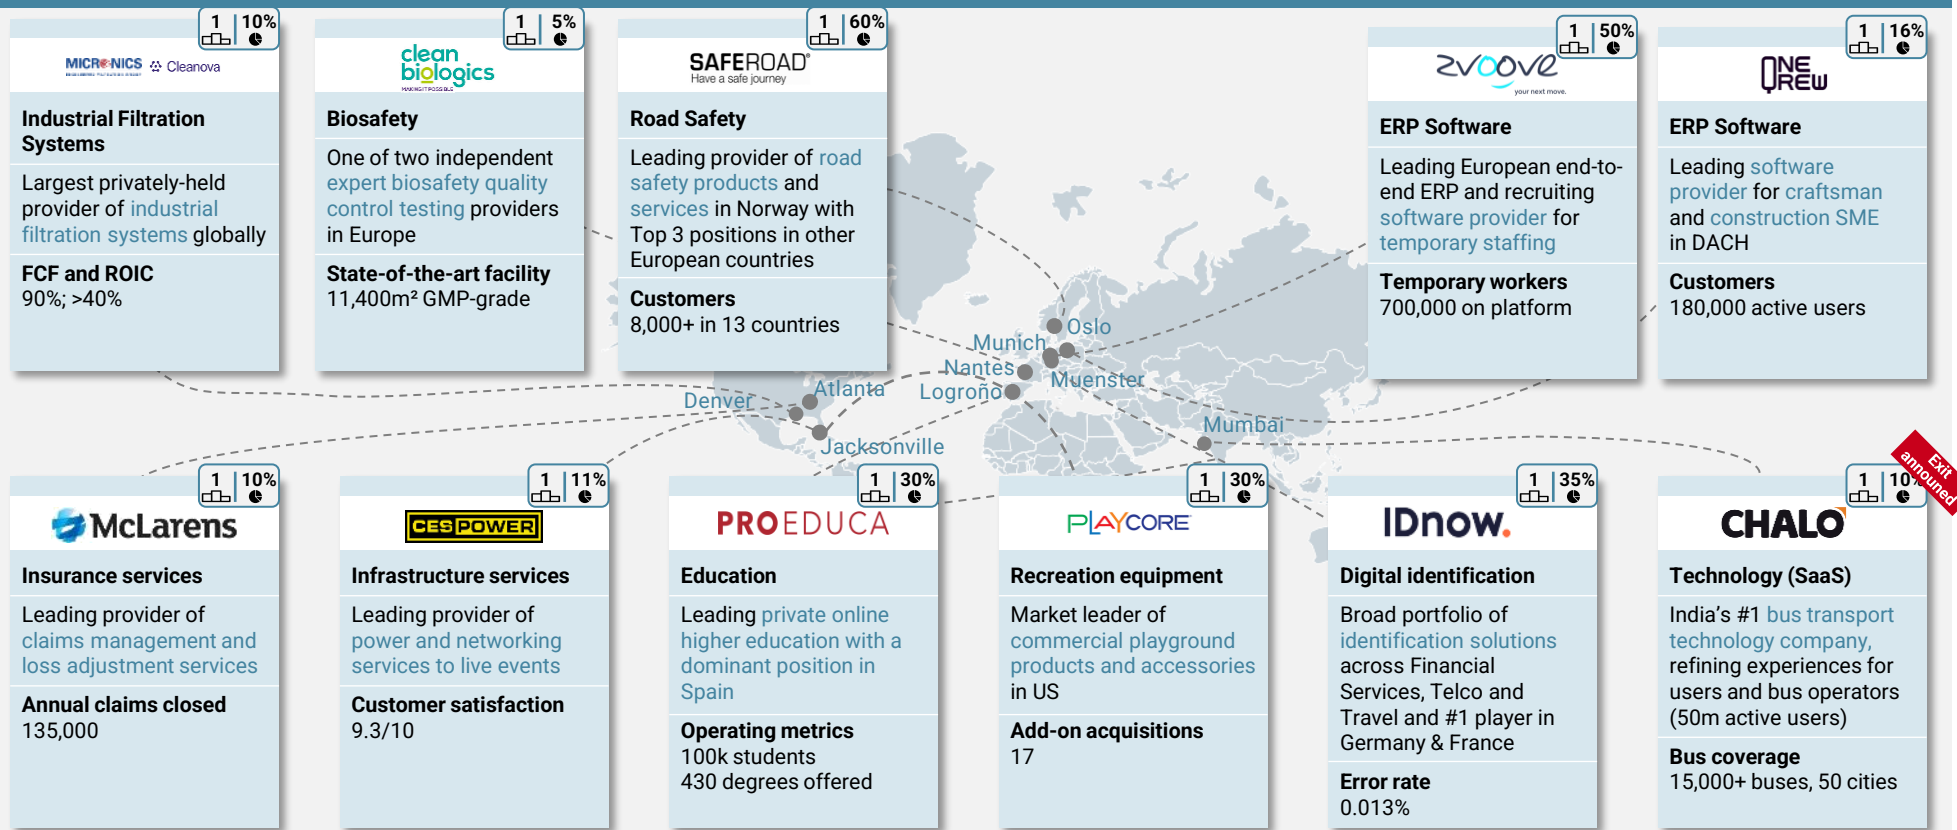 1 10%
MICRONICS Cleanova
Industrial Filtration
Systems
Largest privately-held
provider of industrial
filtration systems globally
FCF and ROIC
90%; >40%
1 5%
clean
biologics
MAKING IT POSSIBLE
Biosafety
One of two independent
expert biosafety quality
control testing providers
in Europe
State-of-the-art facility
11,400m² GMP-grade
1 60%
SAFEROAD®
Have a safe journey
Road Safety
Leading provider of road
safety products and
services in Norway with
Top 3 positions in other
European countries
Customers
8,000+ in 13 countries
1 50%
zvoove
your next move.
ERP Software
Leading European end-to-
end ERP and recruiting
software provider for
temporary staffing
Temporary workers
700,000 on platform
1 16%
ONE
QREW
ERP Software
Leading software
provider for craftsman
and construction SME
in DACH
Customers
180,000 active users
Oslo
Munich
Nantes
Muenster
Logroño
Atlanta
Denver
Jacksonville
Mumbai
1 10%
McLarens
Insurance services
Leading provider of
claims management and
loss adjustment services
Annual claims closed
135,000
1 11%
CES POWER
Infrastructure services
Leading provider of
power and networking
services to live events
Customer satisfaction
9.3/10
1 30%
PROEDUCA
Education
Leading private online
higher education with a
dominant position in
Spain
Operating metrics
100k students
430 degrees offered
1 30%
PLAYCORE
Recreation equipment
Market leader of
commercial playground
products and accessories
in US
Add-on acquisitions
17
1 35%
IDnow.
Digital identification
Broad portfolio of
identification solutions
across Financial
Services, Telco and
Travel and #1 player in
Germany & France
Error rate
0.013%
1 10%
Exit
announed
CHALO
Technology (SaaS)
India's #1 bus transport
technology company,
refining experiences for
users and bus operators
(50m active users)
Bus coverage
15,000+ buses, 50 cities